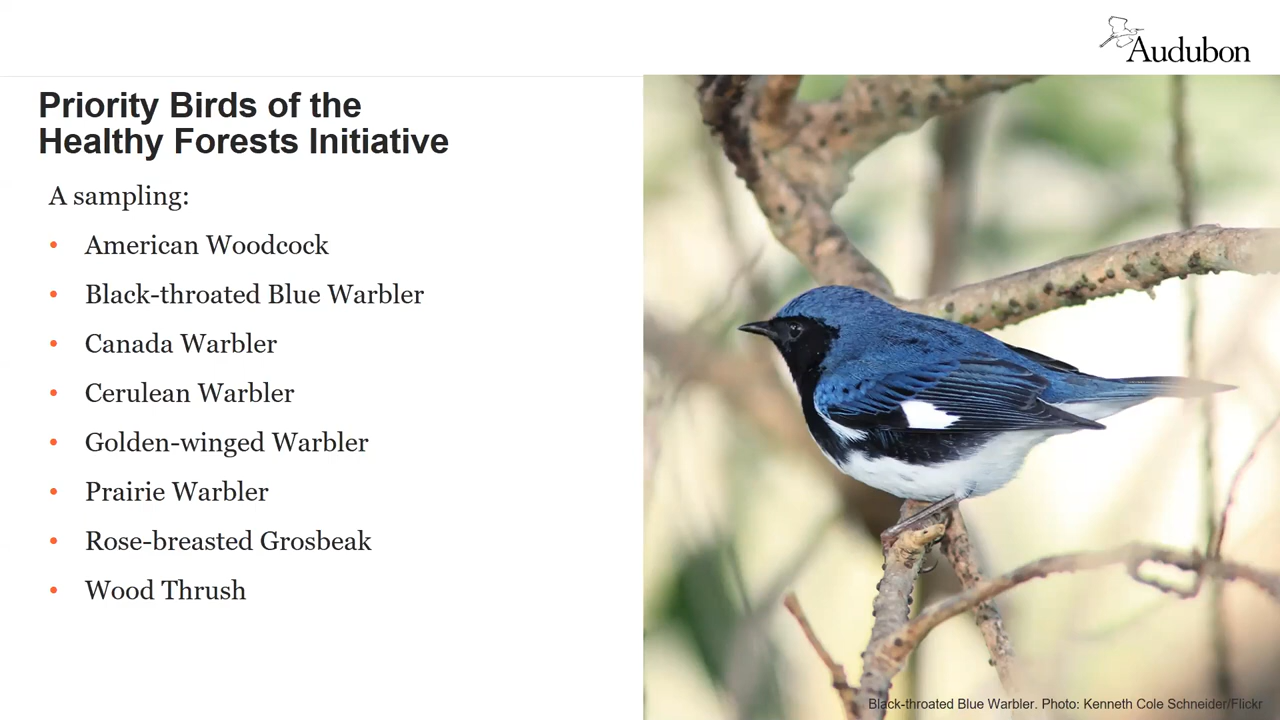 Audubon
Priority Birds of the
Healthy Forests Initiative
A sampling:
• American Woodcock
• Black-throated Blue Warbler
• Canada Warbler
• Cerulean Warbler
• Golden-winged Warbler
• Prairie Warbler
• Rose-breasted Grosbeak
• Wood Thrush
Black-throated Blue Warbler. Photo: Kenneth Cole Schneider/Flickr